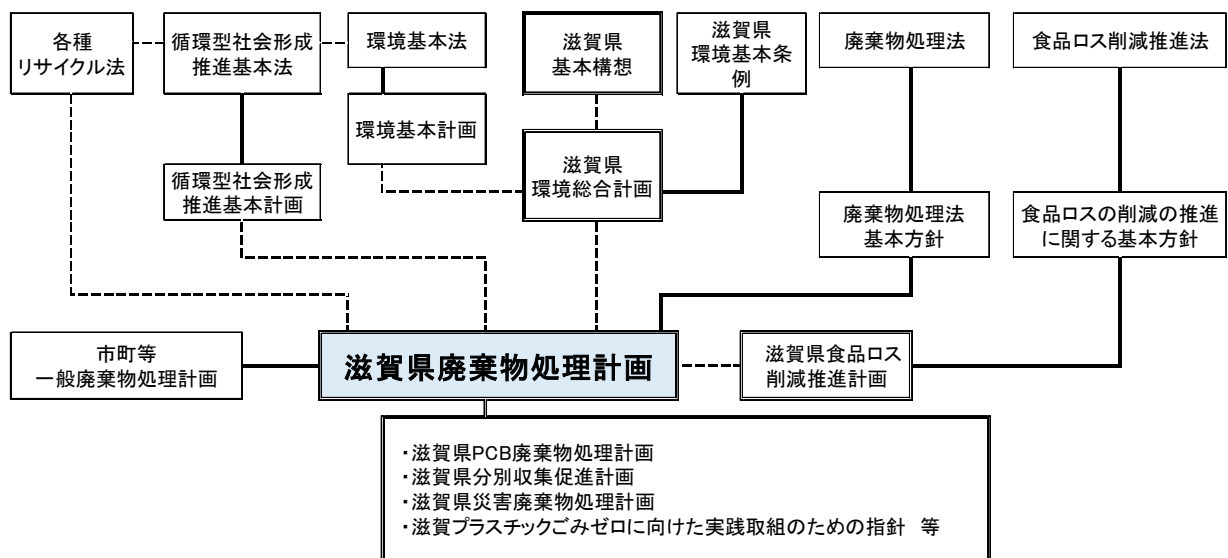 各種
リサイクル法
循環型社会形成
推進基本法
環境基本法
滋賀県
基本構想
滋賀県
環境基本条
例
廃棄物処理法
食品ロス削減推進法
環境基本計画
循環型社会形成
推進基本計画
滋賀県
環境総合計画
廃棄物処理法
基本方針
食品ロスの削減の推進
に関する基本方針
市町等
一般廃棄物処理計画
滋賀県廃棄物処理計画
滋賀県食品ロス
削減推進計画
・滋賀県PCB廃棄物処理計画
・滋賀県分別収集促進計画
・滋賀県災害廃棄物処理計画
・滋賀プラスチックごみゼロに向けた実践取組のための指針　等